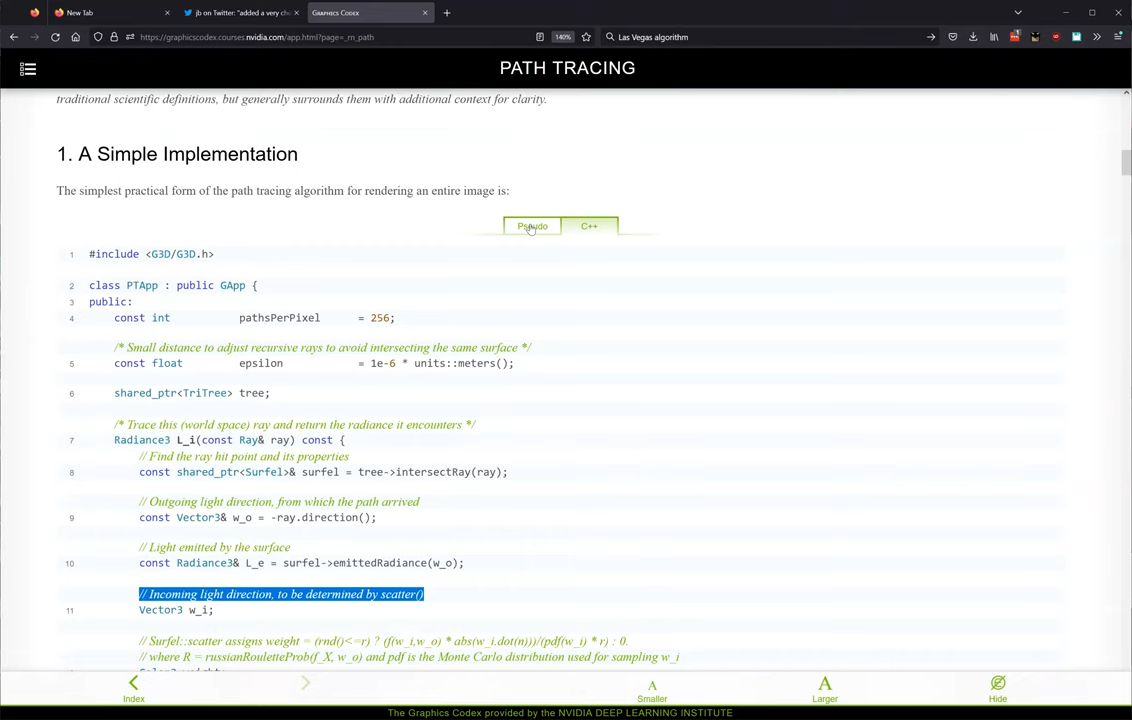 New Tab
jb on Twitter: "added a very che
GRAPHICS CODEX
https://graphicscodex.courses.nvidia.com/app.html?page=_rn_path
140%
Las Vegas algorithm
PATH TRACING
traditional scientific definitions, but generally surrounds them with additional context for clarity.
1. A Simple Implementation
The simplest practical form of the path tracing algorithm for rendering an entire image is:
Pseudo C++
1 #include <G3D/G3D.h>
2 class PTApp : public GApp {
3 public:
4 const int pathsPerPixel = 256;
/* Small distance to adjust recursive rays to avoid intersecting the same surface */
5 const float epsilon = 1e-6 * units::meters();
6 shared_ptr<TriTree> tree;
/* Trace this (world space) ray and return the radiance it encounters */
7 Radiance3 L_i(const Ray& ray) const {
// Find the ray hit point and its properties
8 const shared_ptr<Surfel>& surfel = tree->intersectRay(ray);
// Outgoing light direction, from which the path arrived
9 const Vector3& w_o = -ray.direction();
// Light emitted by the surface
10 const Radiance3& L_e = surfel->emittedRadiance(w_o);
// Incoming light direction, to be determined by scatter()
11 Vector3 w_i;
// Surfel::scatter assigns weight = (rnd()<=r) ? (f(w_i,w_o) * abs(w_i.dot(n)))/(pdf(w_i) * r) : 0.
// where R = russianRouletteProb(f_X, w_o) and pdf is the Monte Carlo distribution used for sampling w_i
Index
A Smaller
A Larger
Hide
The Graphics Codex provided by the NVIDIA DEEP LEARNING INSTITUTE